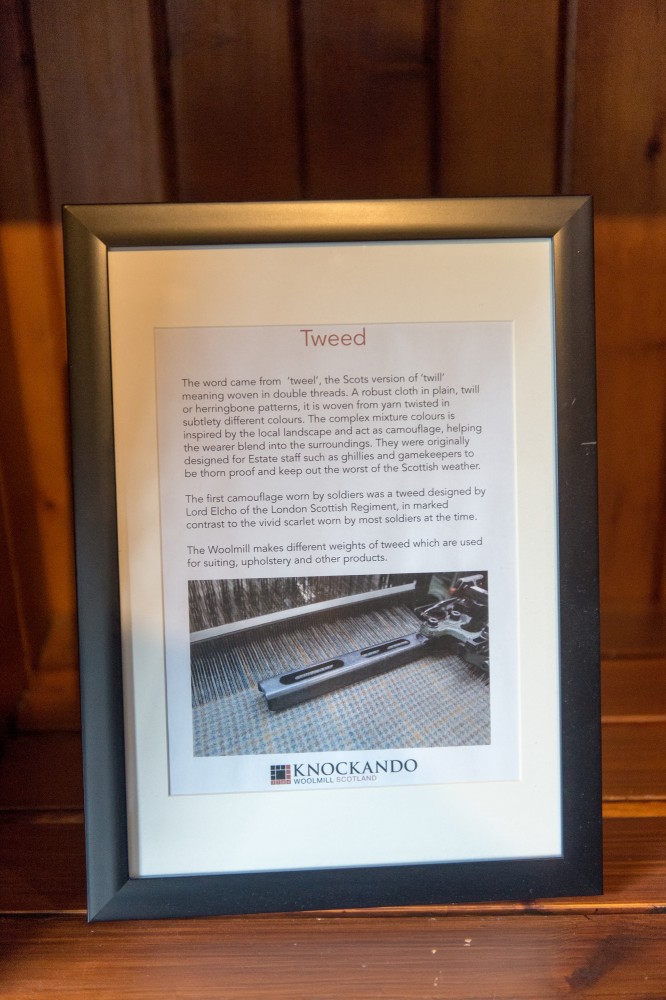 Tweed
The word came from 'tweel', the Scots version of 'twill'
meaning woven in double threads. A robust cloth in plain, twill
or herringbone patterns, it is woven from yarn twisted in
subtlety different colours. The complex mixture colours is
inspired by the local landscape and act as camouflage, helping
the wearer blend into the surroundings. They were originally
designed for Estate staff such as ghillies and gamekeepers to
be thorn proof and keep out the worst of the Scottish weather.
The first camouflage worn by soldiers was a tweed designed by
Lord Elcho of the London Scottish Regiment, in marked
contrast to the vivid scarlet worn by most soldiers at the time.
The Woolmill makes different weights of tweed which are used
for suiting, upholstery and other products.
KNOCKANDO
WOOLMILL SCOTLAND